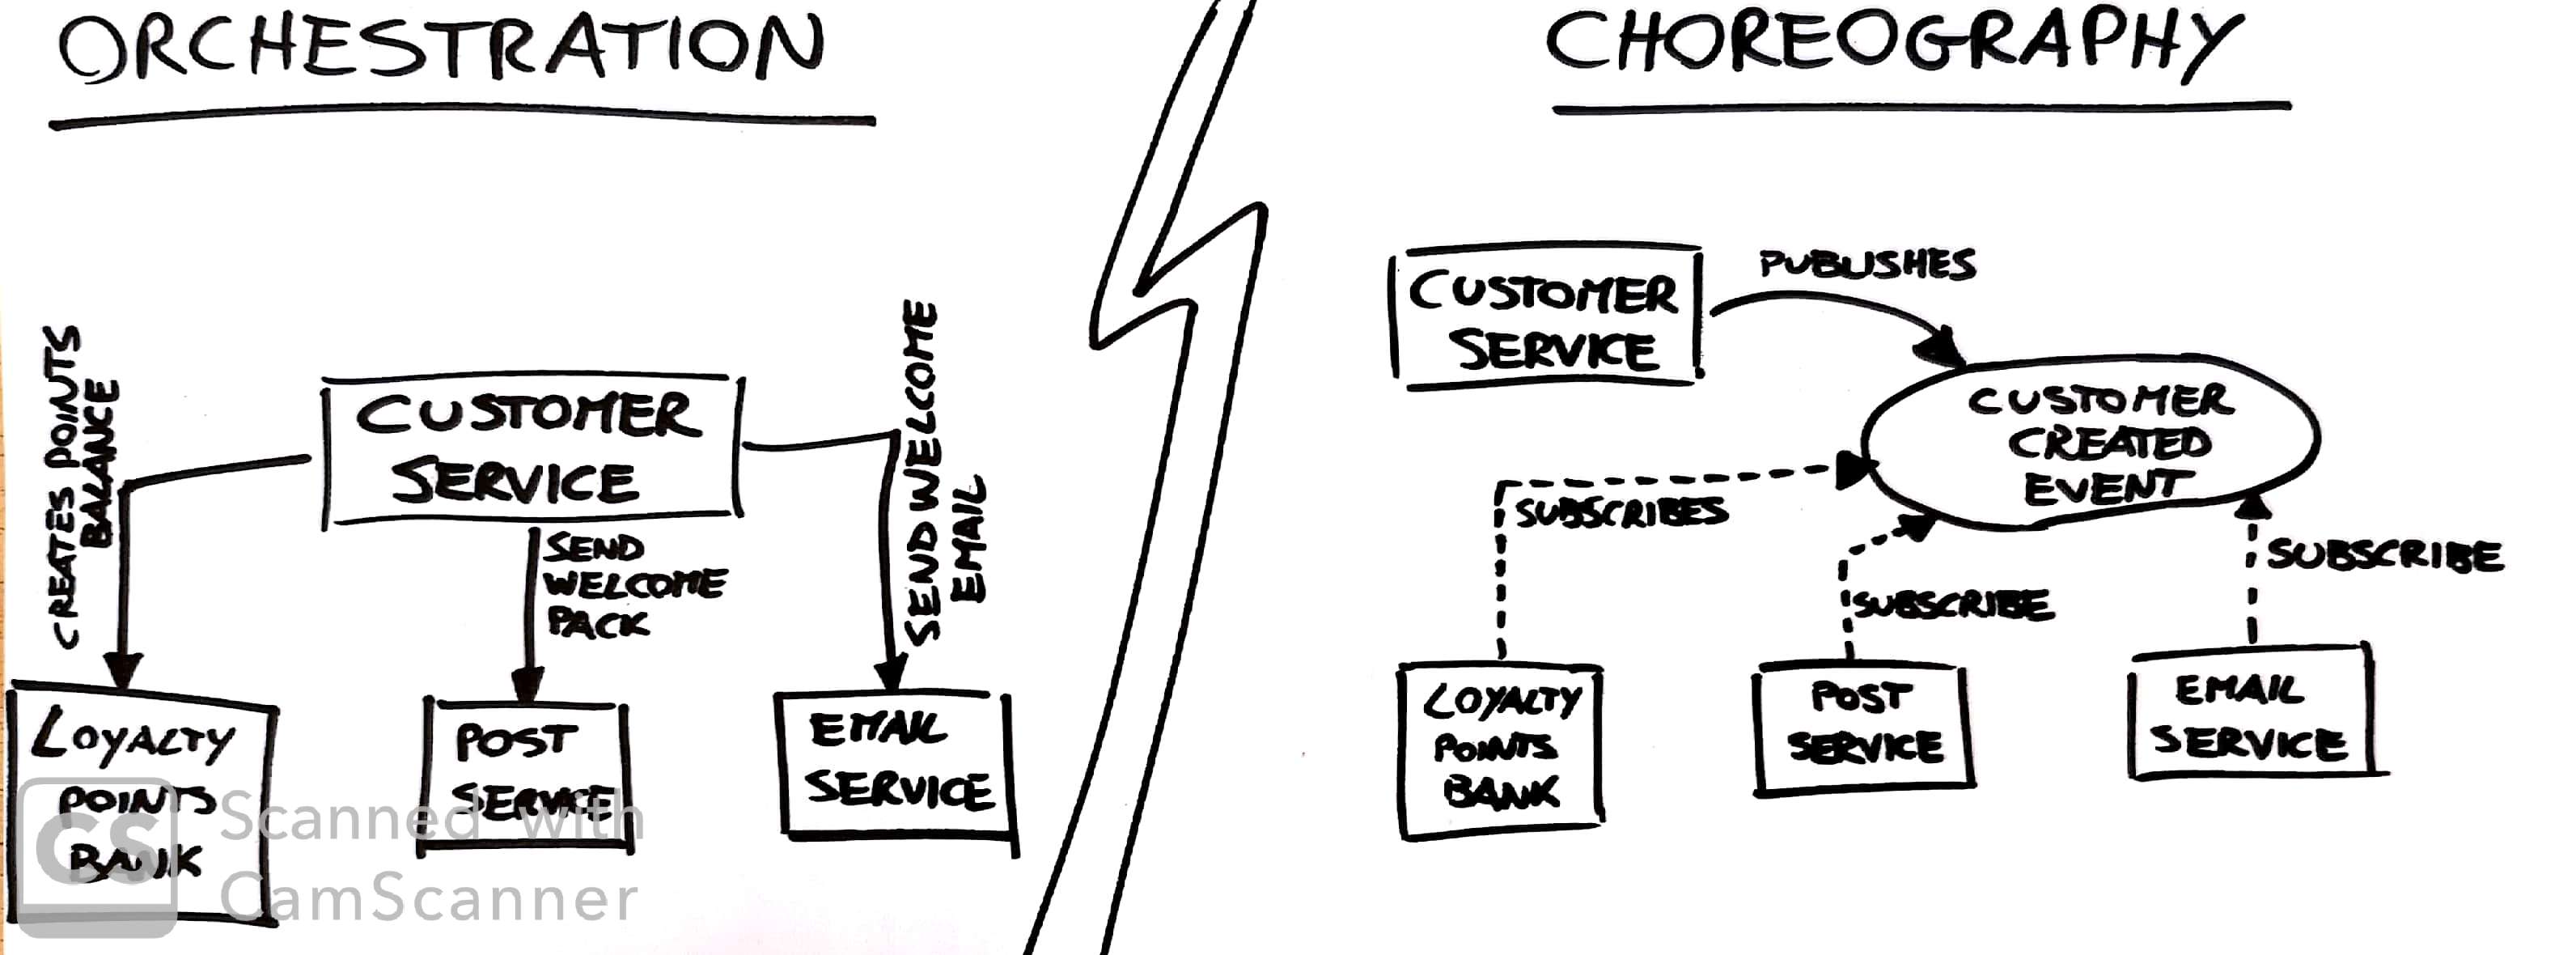 ORCHESTRATION
CREATES POINTS
BALANCE
CUSTOMER
SERVICE
SEND
WELCOME
PACK
SEND WELCOME
EMAIL
LOYALTY
POINTS
BANK
POST
SERVICE
EMAIL
SERVICE
CS
Scanned with
CamScanner
CHOREOGRAPHY
CUSTOMER
SERVICE
PUBLISHES
CUSTOMER
CREATED
EVENT
SUBSCRIBES
SUBSCRIBE
SUBSCRIBE
LOYALTY
POINTS
BANK
POST
SERVICE
EMAIL
SERVICE